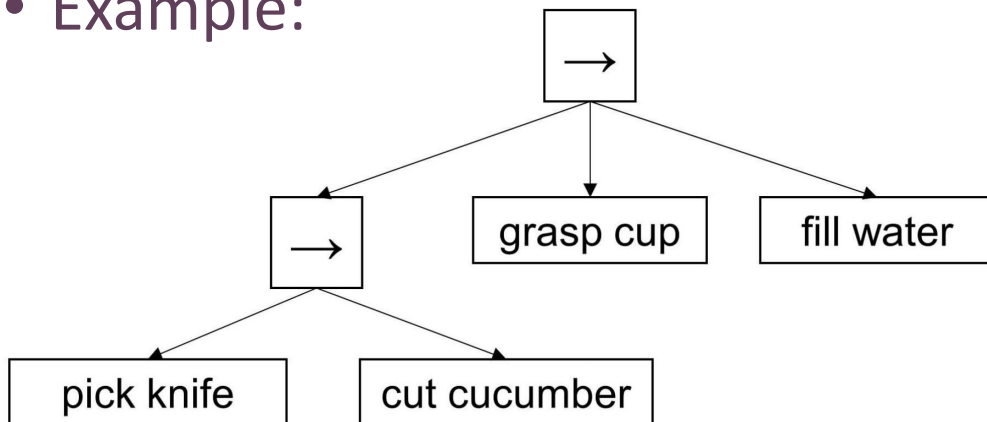 • Example:
→
→
grasp cup
fill water
pick knife
cut cucumber